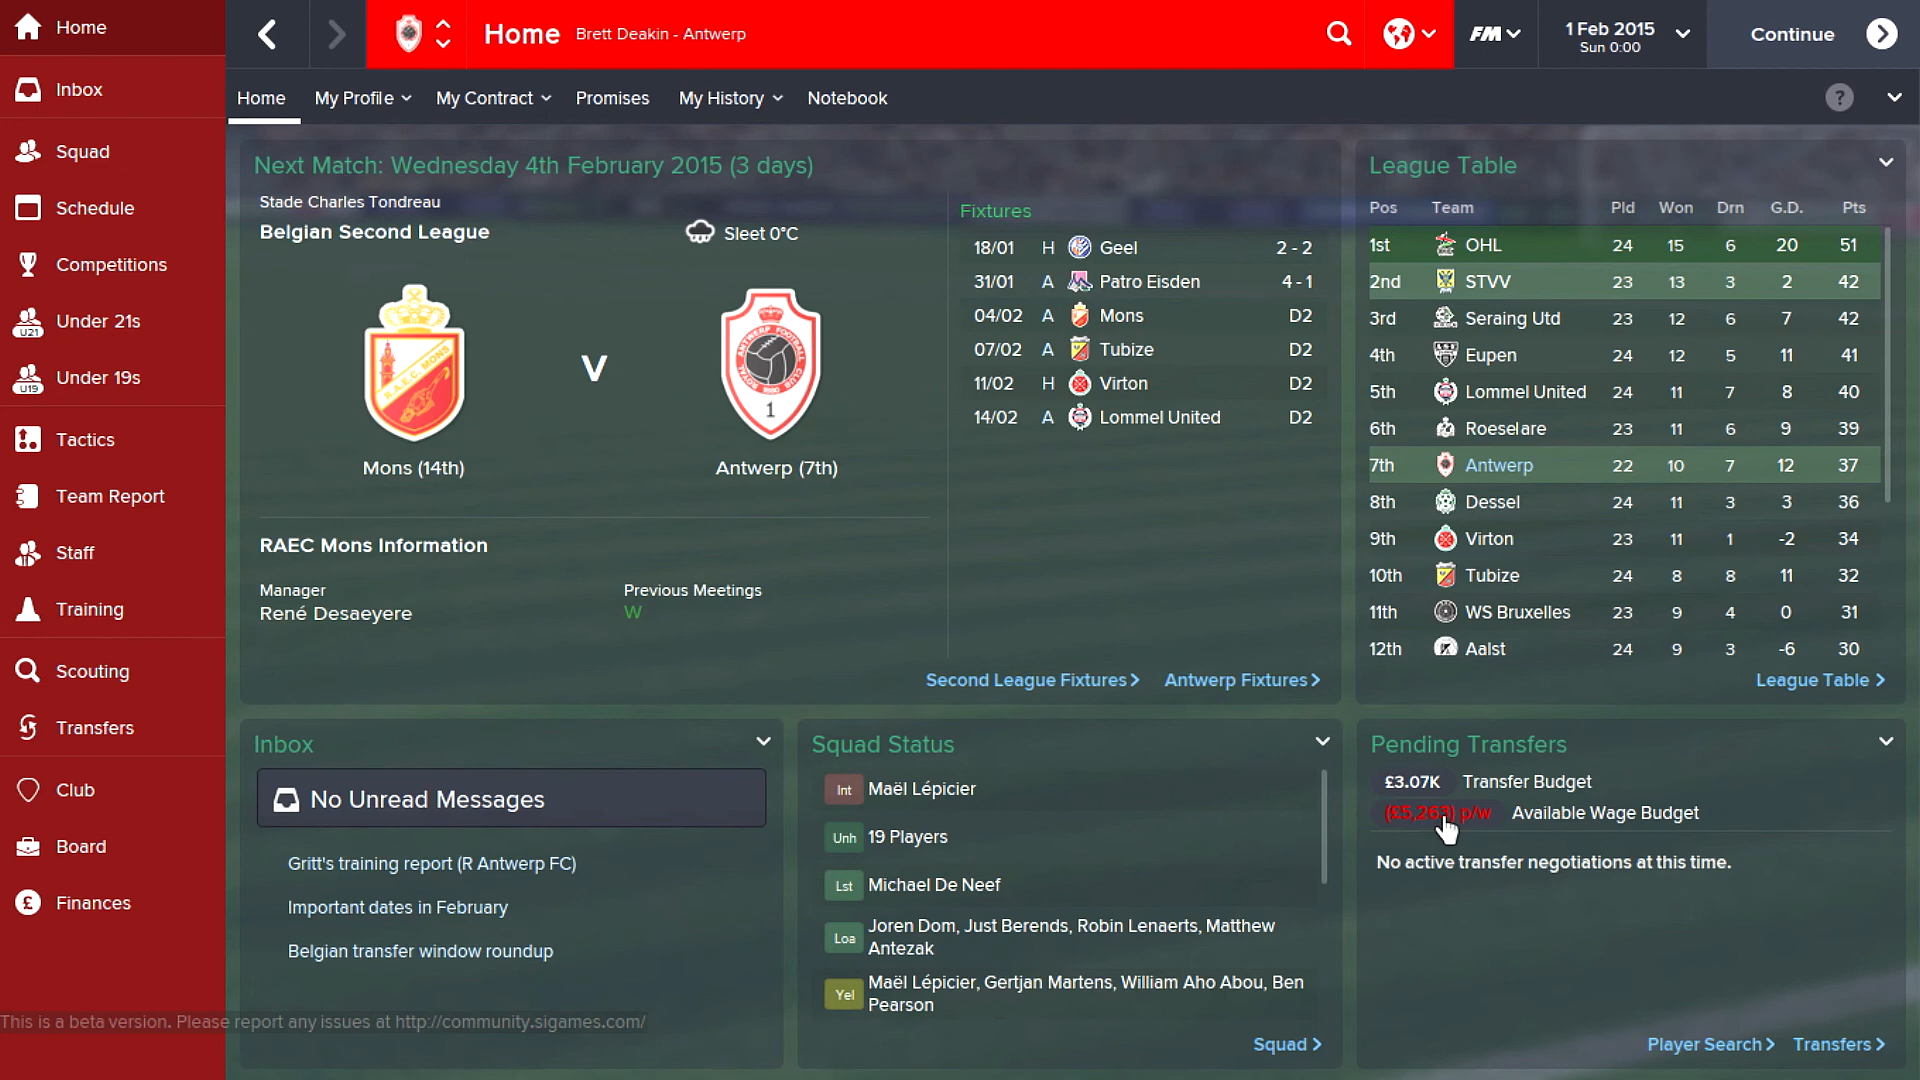 Home
Inbox
Squad
Schedule
Competitions
U21 Under 21s
U19 Under 19s
Tactics
Team Report
Staff
Training
Scouting
Transfers
Club
Board
£ Finances
Home Brett Deakin - Antwerp
FM
1 Feb 2015
Sun 0:00
Continue
Home My Profile My Contract Promises My History Notebook
?
Next Match: Wednesday 4th February 2015 (3 days)
Stade Charles Tondreau
Belgian Second League
Sleet 0°C
R.A.E.C. MONS
V
ROYAL ANTWERP FOOTBALL CLUB
1
Mons (14th)
Antwerp (7th)
RAEC Mons Information
Manager
René Desaeyere
Previous Meetings
W
Fixtures
18/01 H Geel 2 - 2
31/01 A Patro Eisden 4 - 1
04/02 A Mons D2
07/02 A Tubize D2
11/02 H Virton D2
14/02 A Lommel United D2
Second League Fixtures Antwerp Fixtures
League Table
Pos Team Pld Won Drn G.D. Pts
1st OHL 24 15 6 20 51
2nd STVV 23 13 3 2 42
3rd Seraing Utd 23 12 6 7 42
4th Eupen 24 12 5 11 41
5th Lommel United 24 11 7 8 40
6th Roeselare 23 11 6 9 39
7th Antwerp 22 10 7 12 37
8th Dessel 24 11 3 3 36
9th Virton 23 11 1 -2 34
10th Tubize 24 8 8 11 32
11th WS Bruxelles 23 9 4 0 31
12th Aalst 24 9 3 -6 30
League Table
Inbox
No Unread Messages
Gritt's training report (R Antwerp FC)
Important dates in February
Belgian transfer window roundup
This is a beta version. Please report any issues at http://community.sigames.com/
Squad Status
Int Maël Lépicier
Unh 19 Players
Lst Michael De Neef
Loa Joren Dom, Just Berends, Robin Lenaerts, Matthew
Antezak
Yel Maël Lépicier, Gertjan Martens, William Aho Abou, Ben
Pearson
Squad
Pending Transfers
£3.07K Transfer Budget
(£5,263) p/w Available Wage Budget
No active transfer negotiations at this time.
Player Search Transfers